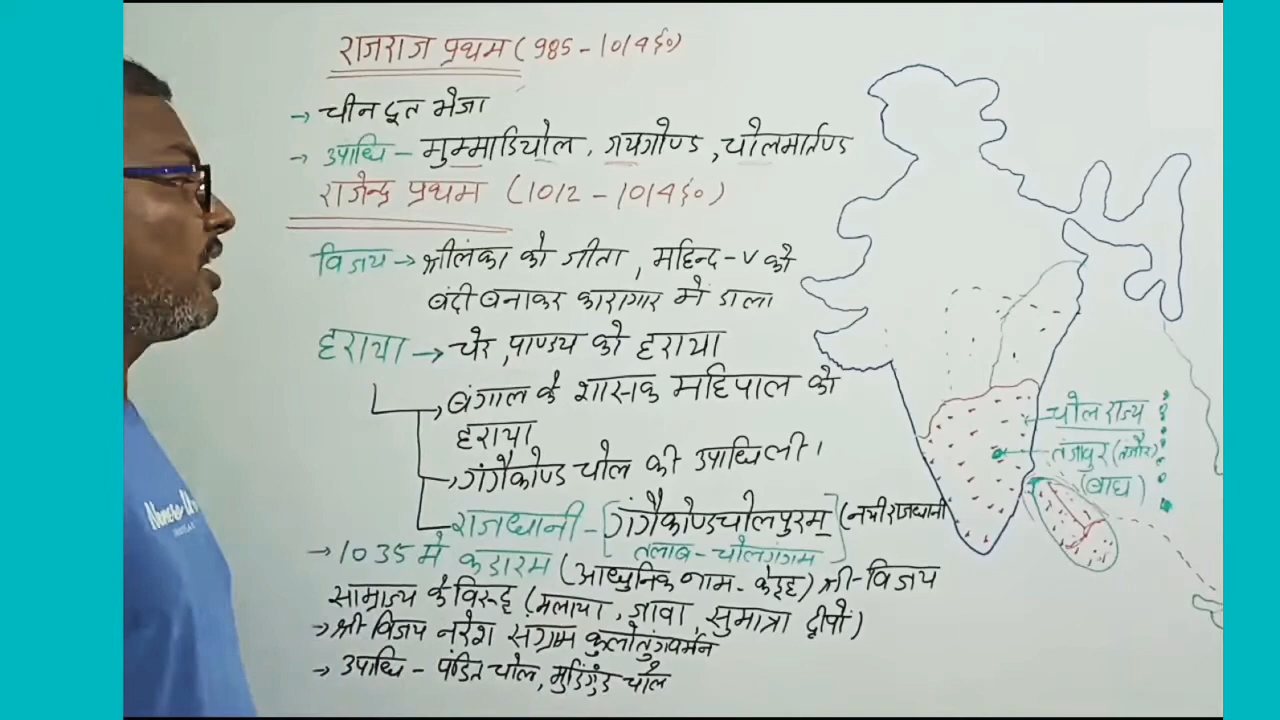 राजराज प्रथम (985 - 1014ई०)
→ चीन दूत भेजा
→ उपाधि - मुम्माडिचोल, जयगोण्ड, चोलमार्तण्ड
राजेन्द्र प्रथम (1012 - 1014ई०)
विजय → श्रीलंका को जीता, महिन्द-V को
बंदी बनाकर कारागार में डाला
हराया → चेर, पाण्ड्य को हराया
बंगाल के शासक महिपाल को
हराया
गंगैकोण्ड चोल की उपाधि ली।
राजधानी - [गंगैकोण्डचोलपुरम] (नयी राजधानी
तलाब - चोलगंगम
→ 1035 में कडारम (आधुनिक नाम - केद्दह) श्री-विजय
साम्राज्य के विरुद्द (मलाया, जावा, सुमात्रा द्वीपों)
→ श्री विजय नरेश संग्राम कुलोतुंगवर्मन
→ उपाधि - पंडित चोल, मुडिगुंड चोल
चोल राज्य
तंजावुर (तंजौर)
(बाघ)